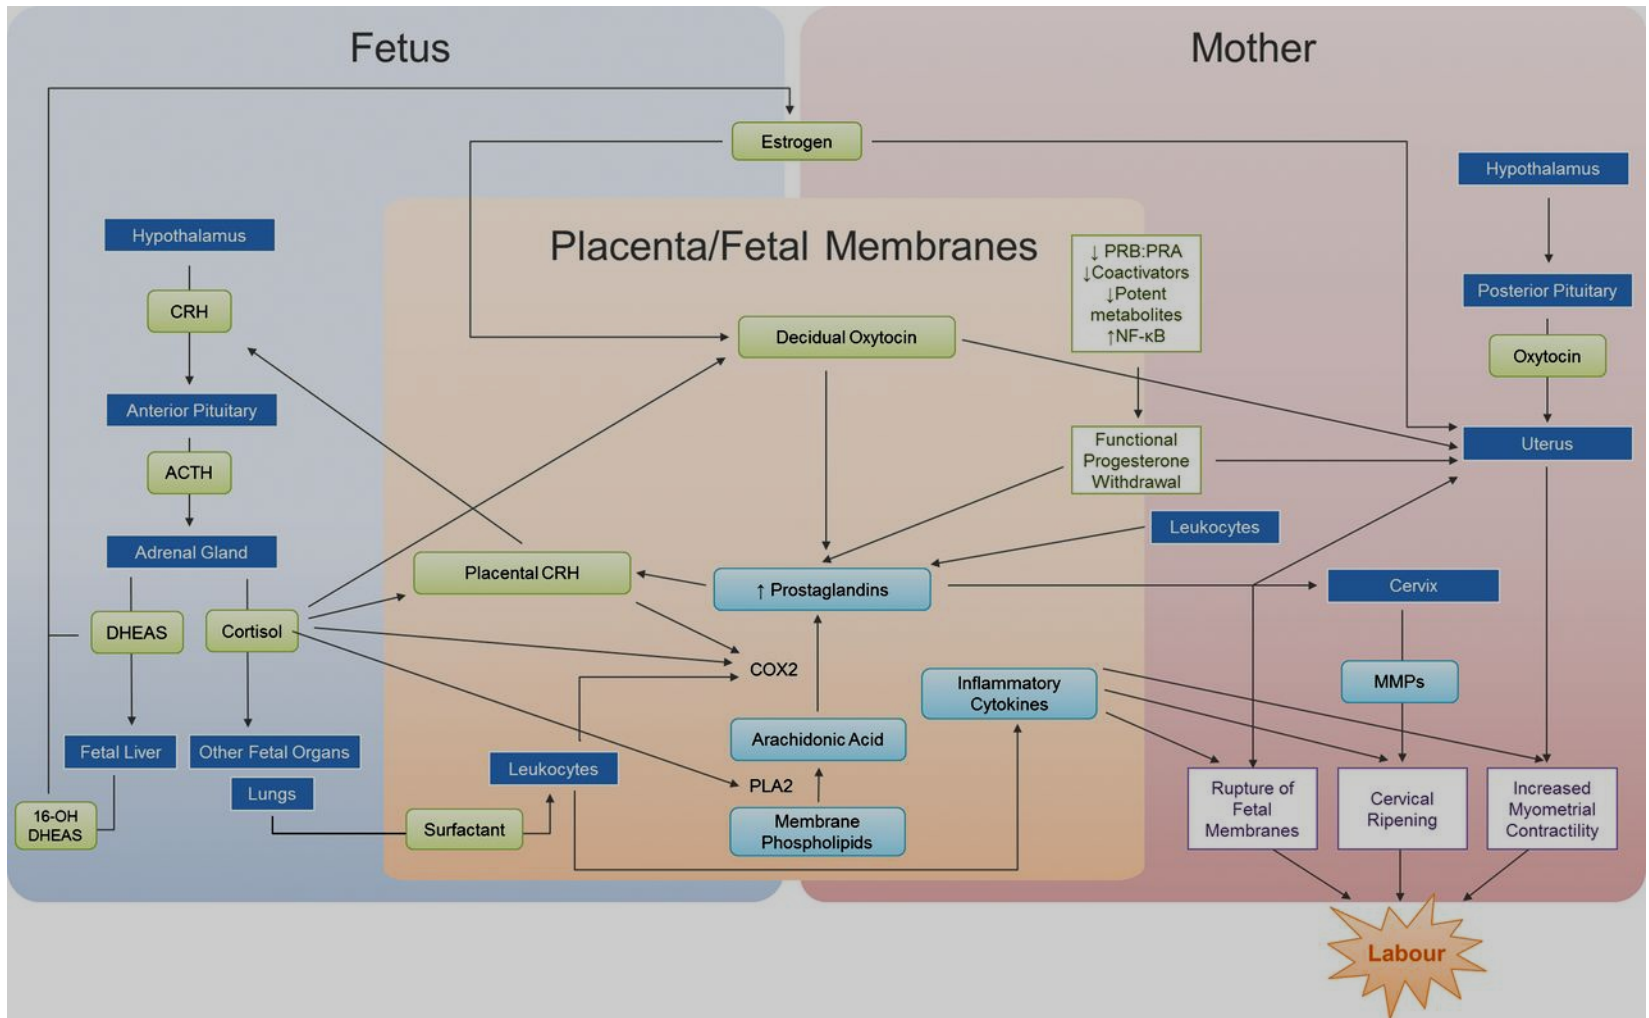 Fetus
Mother
Estrogen
Hypothalamus
Hypothalamus
Placenta/Fetal Membranes
↓ PRB:PRA
↓Coactivators
↓Potent
metabolites
↑NF-κB
CRH
Posterior Pituitary
Decidual Oxytocin
Oxytocin
Anterior Pituitary
Functional
Progesterone
Withdrawal
Uterus
ACTH
Leukocytes
Adrenal Gland
Placental CRH
↑ Prostaglandins
Cervix
DHEAS
Cortisol
COX2
Inflammatory
Cytokines
MMPs
Arachidonic Acid
Fetal Liver
Other Fetal Organs
Lungs
Leukocytes
PLA2
Rupture of
Fetal
Membranes
Cervical
Ripening
Increased
Myometrial
Contractility
16-OH
DHEAS
Surfactant
Membrane
Phospholipids
Labour